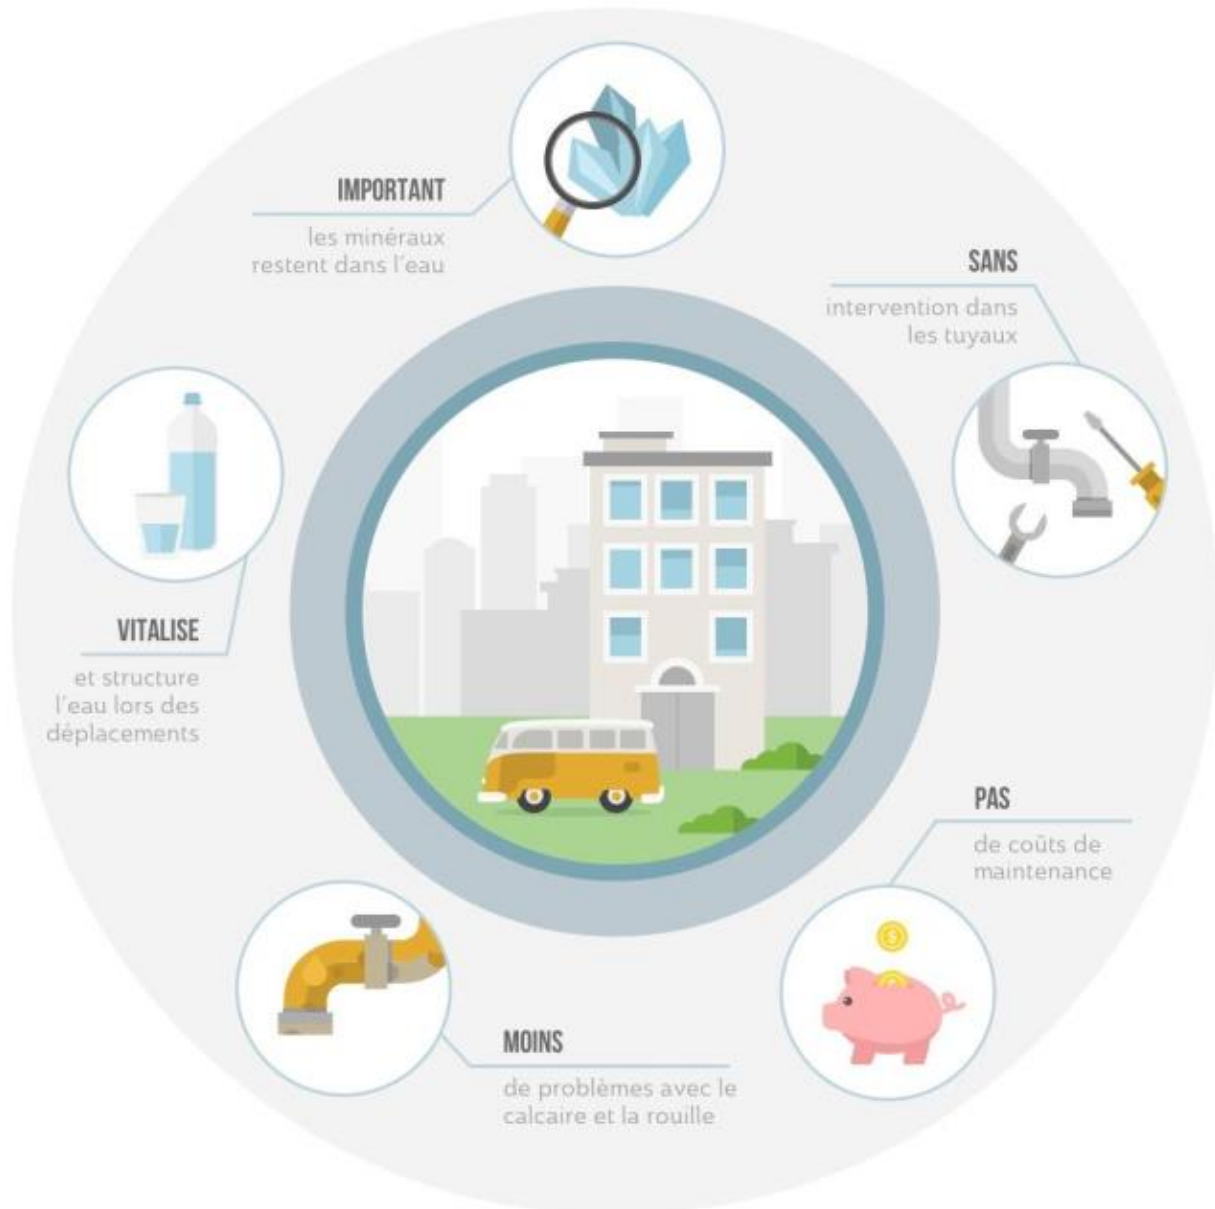 IMPORTANT
les minéraux
restent dans l'eau
SANS
intervention dans
les tuyaux
VITALISE
et structure
l'eau lors des
déplacements
PAS
de coûts de
maintenance
MOINS
de problèmes avec le
calcaire et la rouille